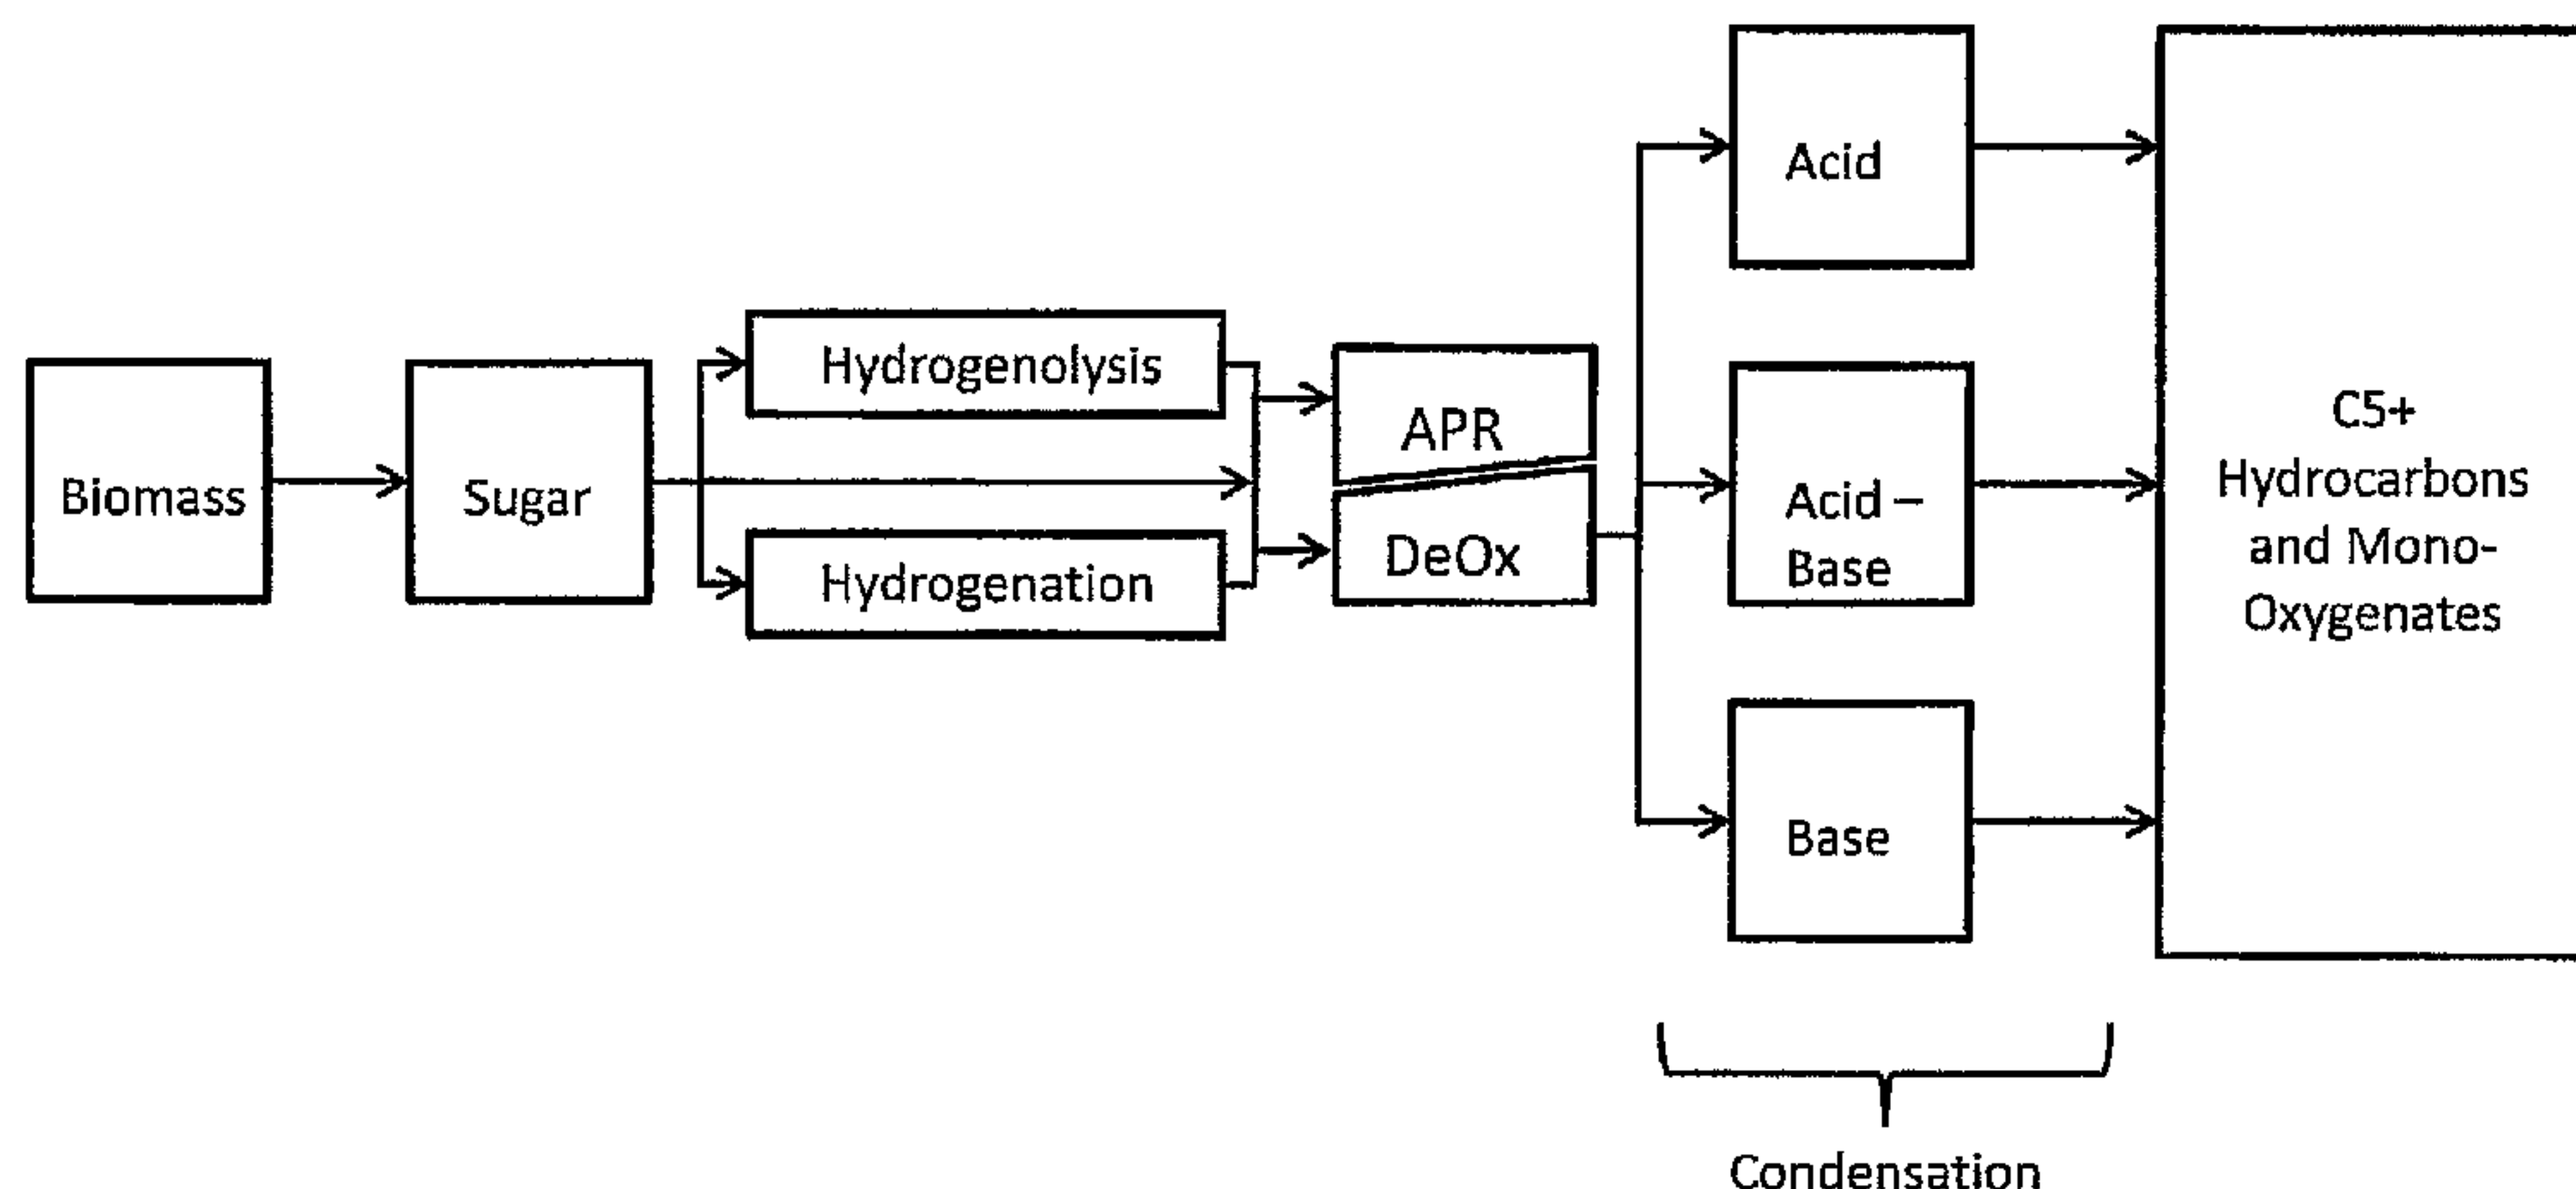 Biomass
Sugar
Hydrogenolysis
Hydrogenation
APR
DeOx
Acid
Acid –
Base
Base
C5+
Hydrocarbons
and Mono-
Oxygenates
Condensation